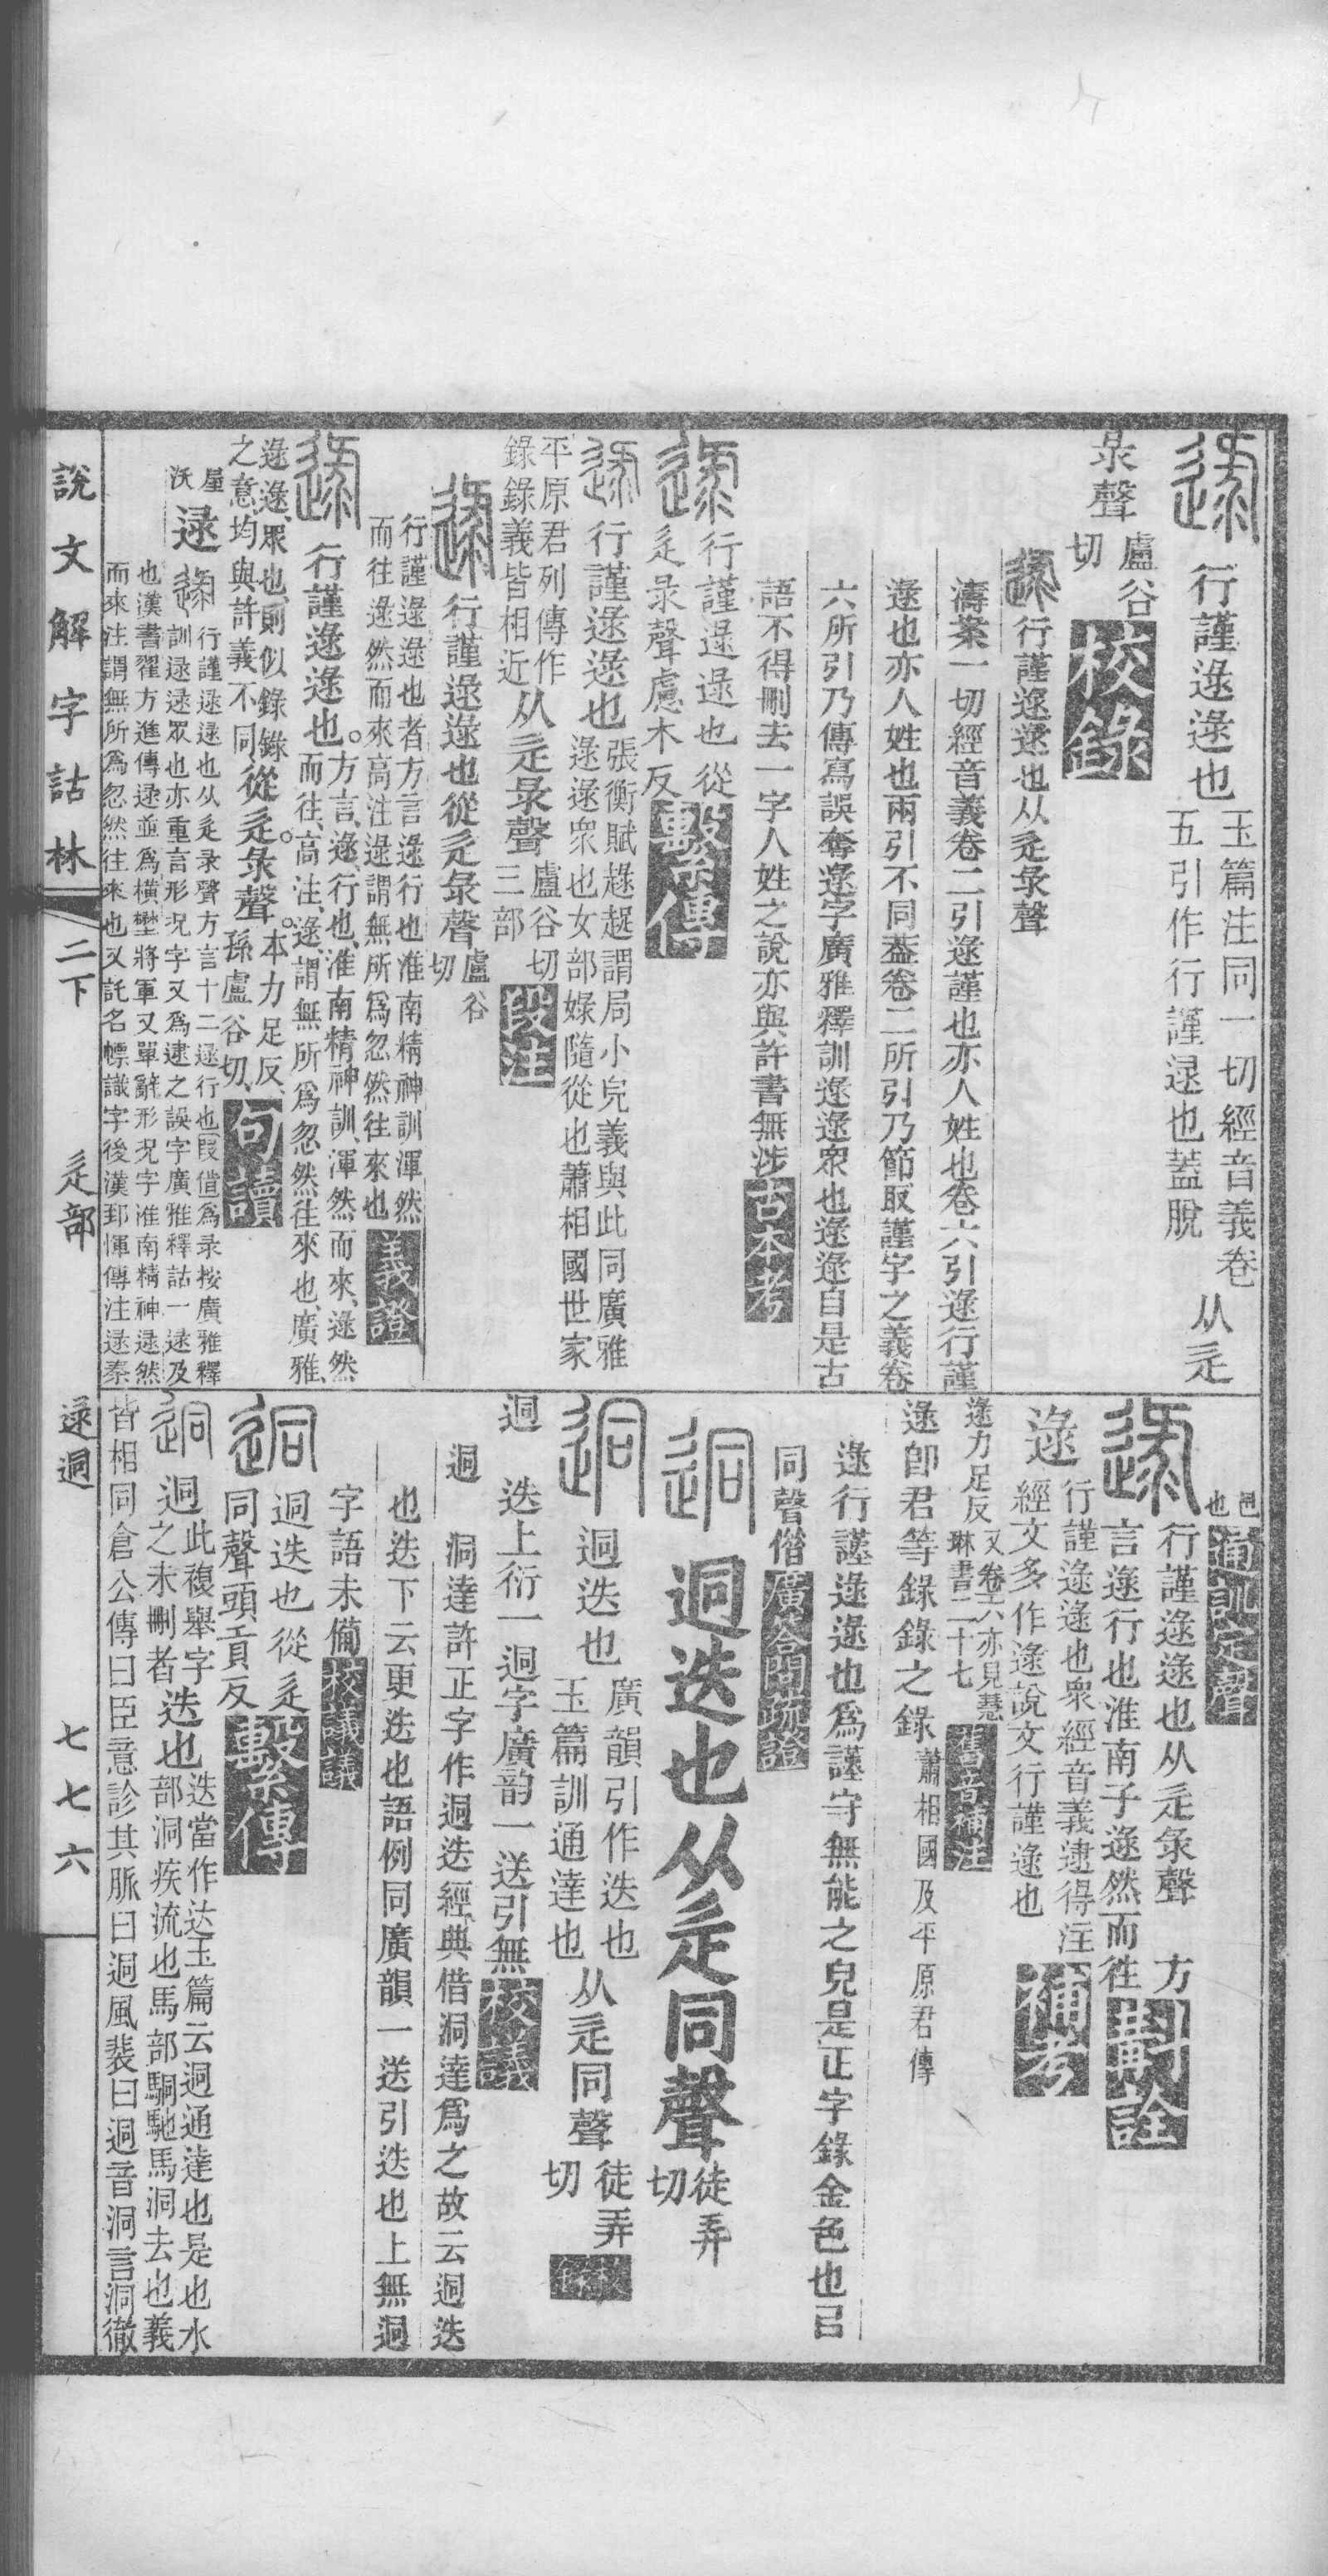 逯 行謹逯逯也 玉篇注同一切經音義卷
五引作行謹逯也蓋脫 从辵
彔聲 盧谷
切 校錄
逯 行謹逯逯也从辵彔聲
濤案一切經音義卷二引逯謹也亦人姓也卷六引逯行謹
逯也亦人姓也兩引不同葢卷二所引乃節取謹字之義卷
六所引乃傳寫誤奪逯字廣雅釋訓逯逯衆也逯逯自是古
語不得刪去一字人姓之說亦與許書無涉 古本考
逯 行謹逯逯也從
辵彔聲慮木反 繫傳
逯 行謹逯逯也 張衡賦趢趗謂局小皃義與此同廣雅
逯逯衆也女部娽隨從也蕭相國世家
平原君列傳作
錄錄義皆相近 从辵彔聲 盧谷切
三部 段注
逯 行謹逯逯也從辵彔聲 盧谷
切
行謹逯逯也者方言逯行也淮南精神訓渾然
而往逯然而來高注逯謂無所爲忽然往來也 義證
逯 行謹逯逯也。 方言、逯、行也、淮南精神訓、渾然而來、逯然
而往、高注、逯謂無所爲忽然往來也、廣雅、
逯逯、眾也、則似錄錄
之意、均與許義不同、 從辵。彔聲。 本力足反、
孫盧谷切、 句讀
屋
沃 逯 逯 行謹逯逯也从辵彔聲方言十二逯行也 叚借 爲彔按廣雅釋
訓逯逯眾也亦重言形況字又爲逮之誤字廣雅釋詁一逯及
也漢書翟方進傳逯並爲橫壄將軍又單辭形況字淮南精神逯然
而來注謂無所爲忽然往來也又託名幖識字後漢郅惲傳注逯秦
邑
也 通訓定聲
逯 行謹逯逯也从辵彔聲 方
言逯行也淮南子逯然而往 斠詮
逯 行謹逯逯也衆經音義逮得注
經文多作逯說文行謹逯也 補考
逯力足反 又卷六亦見慧
琳書二十七 舊音補注
逯卽君等錄錄之錄 蕭相國及平原君傳
逯行謹逯逯也爲謹守無能之皃是正字錄金色也㠯
同聲偕 廣 疏證
迵 迵迭也从辵同聲 徒弄
切
迵 迵迭也 廣韻引作迭也
玉篇訓通達也 从辵同聲 徒弄
切 校錄
迵 迭上衍一迵字廣韵一送引無 校議
迵 洞達許正字作迵迭經典借洞達爲之故云迵迭
也迭下云更迭也語例同廣韻一送引迭也上無迵
字語未僃 校議議
迵 迵迭也從辵
同聲頭貢反 繫傳
迵 迵 此複舉字
之未刪者 迭也 迭當作达玉篇云迵通達也是也水
部洞疾流也馬部駧馳馬洞去也義
皆相同倉公傳曰臣意診其脈曰迵風裴曰迵音洞言洞徹
說文解字詁林 二下 辵部 逯迵 七七六